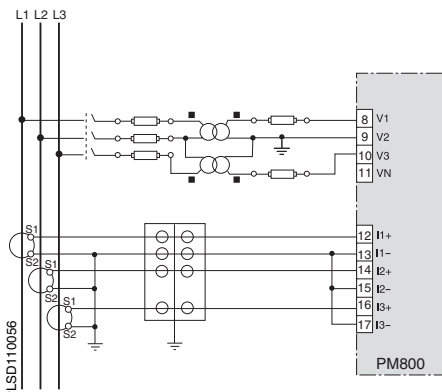 L1 L2 L3
8 V1
9 V2
10 V3
11 VN
S1
12 I1+
S2
13 I1-
S1
14 I2+
S2
15 I2-
S1
16 I3+
S2
17 I3-
PM800
LSD110056